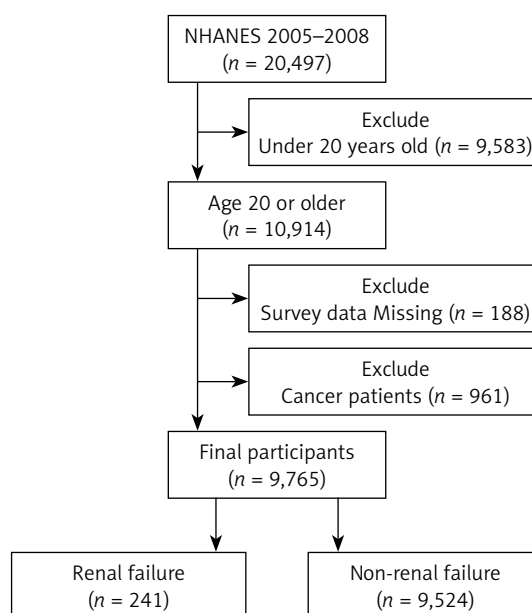 NHANES 2005–2008
(n = 20,497)
Exclude
Under 20 years old (n = 9,583)
Age 20 or older
(n = 10,914)
Exclude
Survey data Missing (n = 188)
Exclude
Cancer patients (n = 961)
Final participants
(n = 9,765)
Renal failure
(n = 241)
Non-renal failure
(n = 9,524)